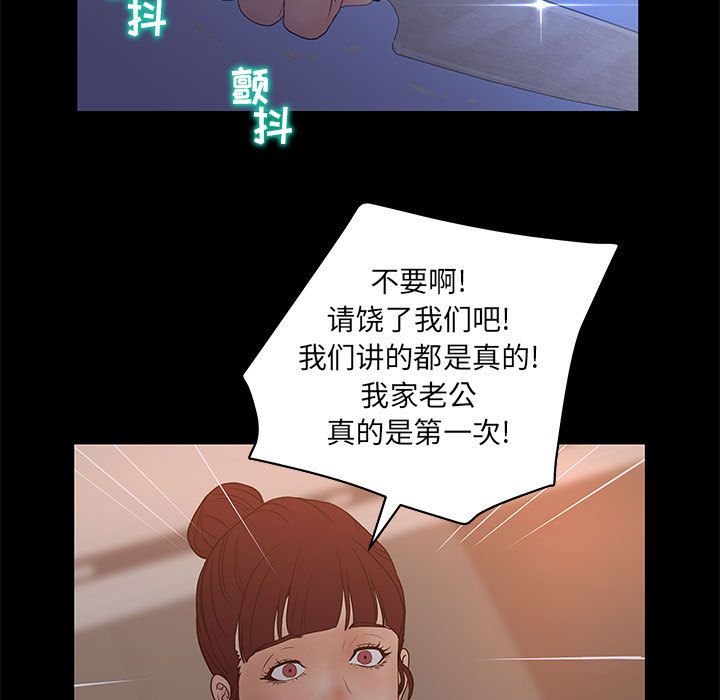 抖
颤
抖
不要啊!
请饶了我们吧!
我们讲的都是真的!
我家老公
真的是第一次!